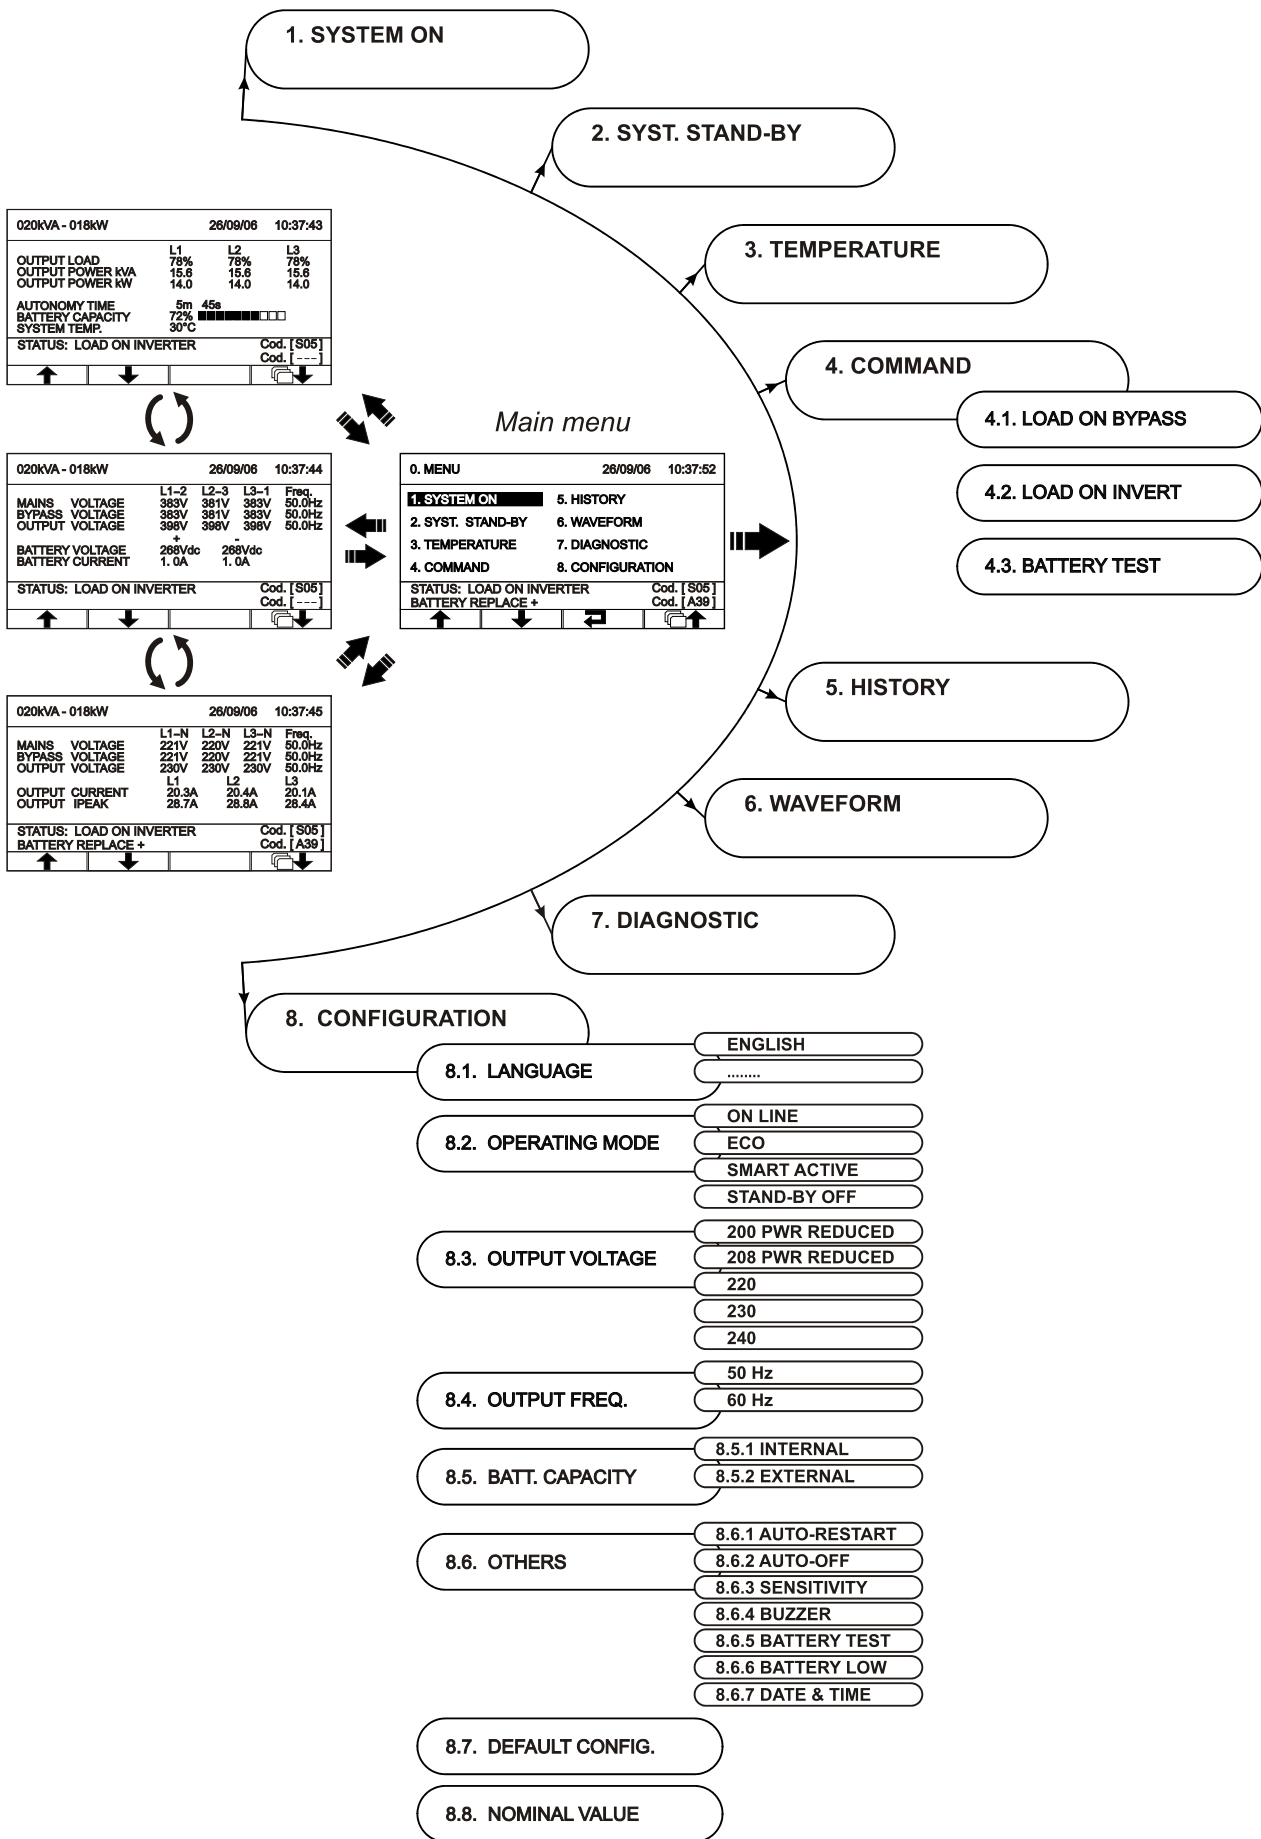 1. SYSTEM ON
2. SYST. STAND-BY
3. TEMPERATURE
4. COMMAND
4.1. LOAD ON BYPASS
4.2. LOAD ON INVERT
4.3. BATTERY TEST
020kVA - 018kW 26/09/06 10:37:43
L1 L2 L3
OUTPUT LOAD 78% 78% 78%
OUTPUT POWER kVA 15.6 15.6 15.6
OUTPUT POWER kW 14.0 14.0 14.0
AUTONOMY TIME 5m 45s
BATTERY CAPACITY 72%
SYSTEM TEMP. 30°C
STATUS: LOAD ON INVERTER Cod. [S05]
Cod. [---]
020kVA - 018kW 26/09/06 10:37:44
L1-2 L2-3 L3-1 Freq.
MAINS VOLTAGE 383V 381V 383V 50.0Hz
BYPASS VOLTAGE 383V 381V 383V 50.0Hz
OUTPUT VOLTAGE 398V 398V 398V 50.0Hz
+ -
BATTERY VOLTAGE 268Vdc 268Vdc
BATTERY CURRENT 1. 0A 1. 0A
STATUS: LOAD ON INVERTER Cod. [S05]
Cod. [---]
020kVA - 018kW 26/09/06 10:37:45
L1-N L2-N L3-N Freq.
MAINS VOLTAGE 221V 220V 221V 50.0Hz
BYPASS VOLTAGE 221V 220V 221V 50.0Hz
OUTPUT VOLTAGE 230V 230V 230V 50.0Hz
L1 L2 L3
OUTPUT CURRENT 20.3A 20.4A 20.1A
OUTPUT IPEAK 28.7A 28.8A 28.4A
STATUS: LOAD ON INVERTER Cod. [S05]
BATTERY REPLACE + Cod. [A39]
Main menu
0. MENU 26/09/06 10:37:52
1. SYSTEM ON 5. HISTORY
2. SYST. STAND-BY 6. WAVEFORM
3. TEMPERATURE 7. DIAGNOSTIC
4. COMMAND 8. CONFIGURATION
STATUS: LOAD ON INVERTER Cod. [S05]
BATTERY REPLACE + Cod. [A39]
5. HISTORY
6. WAVEFORM
7. DIAGNOSTIC
8. CONFIGURATION
8.1. LANGUAGE
ENGLISH
........
8.2. OPERATING MODE
ON LINE
ECO
SMART ACTIVE
STAND-BY OFF
8.3. OUTPUT VOLTAGE
200 PWR REDUCED
208 PWR REDUCED
220
230
240
8.4. OUTPUT FREQ.
50 Hz
60 Hz
8.5. BATT. CAPACITY
8.5.1 INTERNAL
8.5.2 EXTERNAL
8.6. OTHERS
8.6.1 AUTO-RESTART
8.6.2 AUTO-OFF
8.6.3 SENSITIVITY
8.6.4 BUZZER
8.6.5 BATTERY TEST
8.6.6 BATTERY LOW
8.6.7 DATE & TIME
8.7. DEFAULT CONFIG.
8.8. NOMINAL VALUE